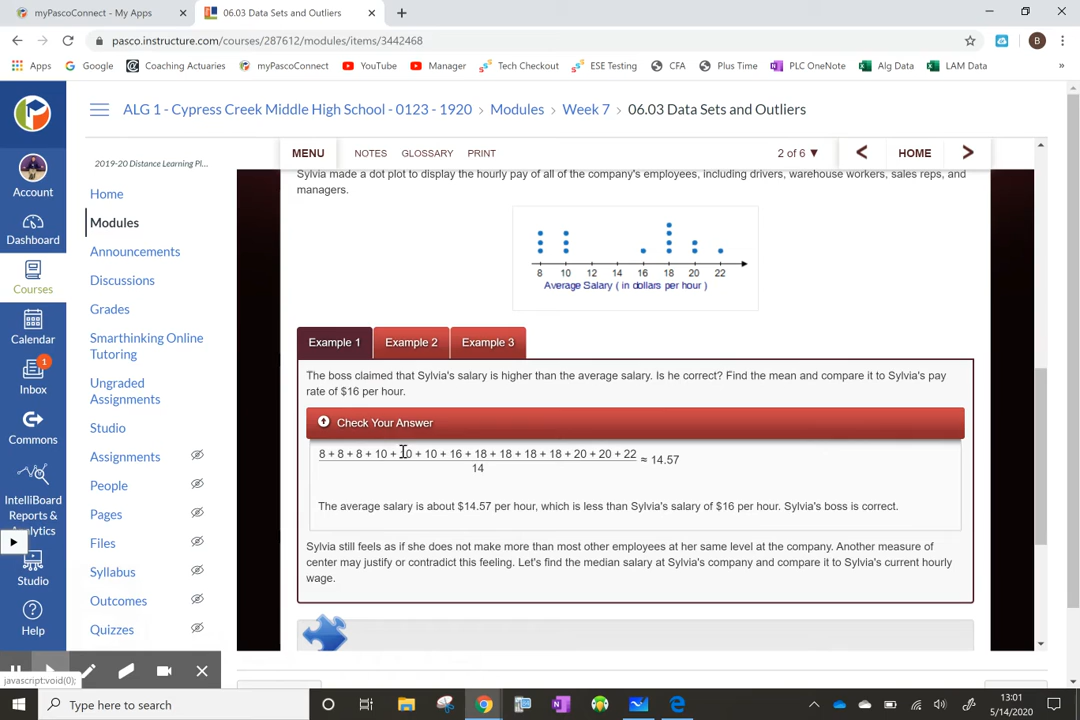 myPascoConnect - My Apps
06.03 Data Sets and Outliers
pasco.instructure.com/courses/287612/modules/items/3442468
B
Apps
Google
Coaching Actuaries
myPascoConnect
YouTube
Manager
Tech Checkout
ESE Testing
CFA
Plus Time
PLC OneNote
Alg Data
LAM Data
»
ALG 1 - Cypress Creek Middle High School - 0123 - 1920 › Modules › Week 7 › 06.03 Data Sets and Outliers
Account
Dashboard
Courses
Calendar
1
Inbox
Commons
IntelliBoard
Reports &
Analytics
Studio
Help
2019-20 Distance Learning Pl...
Home
Modules
Announcements
Discussions
Grades
Smarthinking Online
Tutoring
Ungraded
Assignments
Studio
Assignments
People
Pages
Files
Syllabus
Outcomes
Quizzes
MENU
NOTES
GLOSSARY
PRINT
2 of 6
HOME
Sylvia made a dot plot to display the hourly pay of all of the company's employees, including drivers, warehouse workers, sales reps, and
managers.
8 10 12 14 16 18 20 22
Average Salary ( in dollars per hour )
Example 1
Example 2
Example 3
The boss claimed that Sylvia's salary is higher than the average salary. Is he correct? Find the mean and compare it to Sylvia's pay
rate of $16 per hour.
Check Your Answer
8 + 8 + 8 + 10 + 10 + 10 + 16 + 18 + 18 + 18 + 18 + 20 + 20 + 22
14
≈ 14.57
The average salary is about $14.57 per hour, which is less than Sylvia's salary of $16 per hour. Sylvia's boss is correct.
Sylvia still feels as if she does not make more than most other employees at her same level at the company. Another measure of
center may justify or contradict this feeling. Let's find the median salary at Sylvia's company and compare it to Sylvia's current hourly
wage.
javascript:void(0);
Type here to search
13:01
5/14/2020